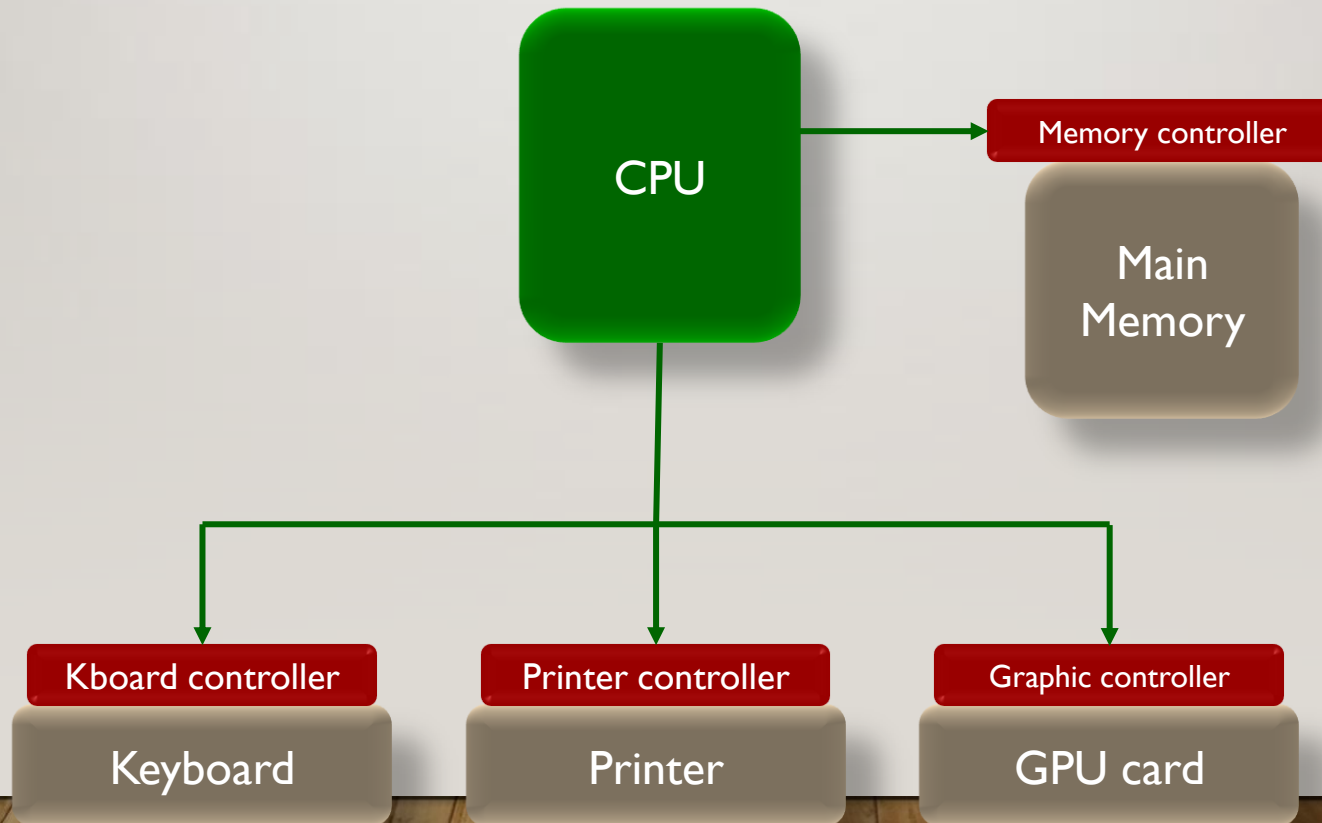 CPU
Memory controller
Main
Memory
Kboard controller
Printer controller
Graphic controller
Keyboard
Printer
GPU card